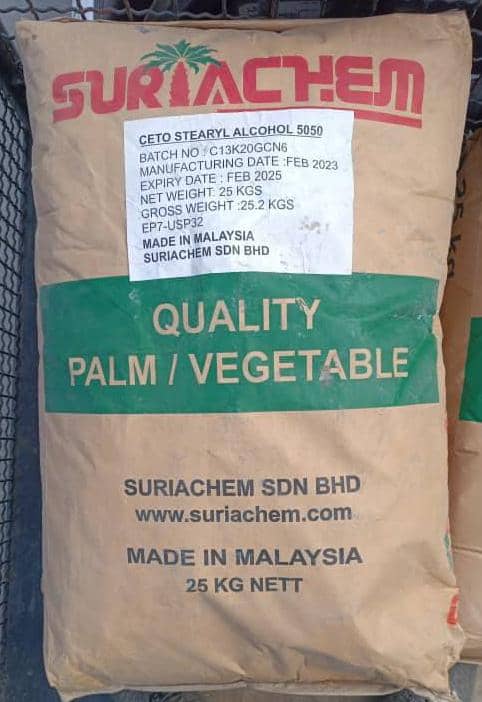 SURIACHEM
CETO STEARYL ALCOHOL 5050
BATCH NO : C13K20GCN6
MANUFACTURING DATE :FEB 2023
EXPIRY DATE : FEB 2025
NET WEIGHT: 25 KGS
GROSS WEIGHT :25.2 KGS
EP7-USP32
MADE IN MALAYSIA
SURIACHEM SDN BHD
QUALITY
PALM / VEGETABLE
SURIACHEM SDN BHD
www.suriachem.com
MADE IN MALAYSIA
25 KG NETT